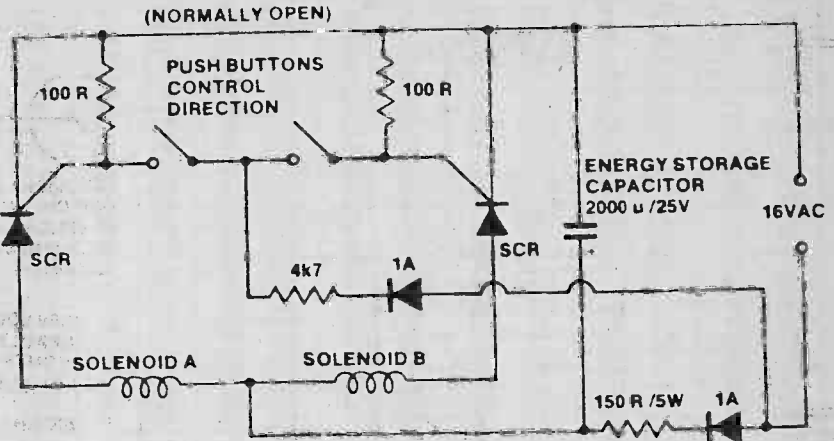 (NORMALLY OPEN)
PUSH BUTTONS
CONTROL
DIRECTION
100 R
100 R
ENERGY STORAGE
CAPACITOR
2000 u /25V
+
16VAC
SCR
SCR
4k7
1A
SOLENOID A
SOLENOID B
150 R /5W
1A